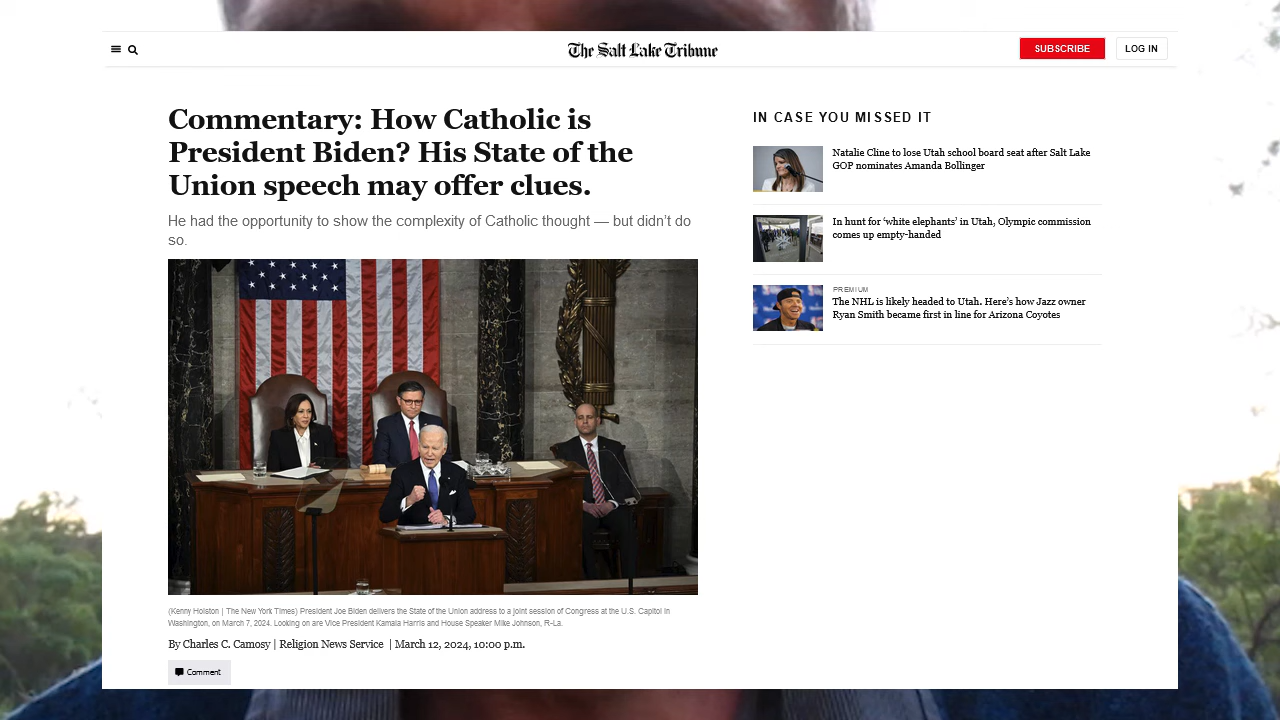 The Salt Lake Tribune
SUBSCRIBE
LOG IN
Commentary: How Catholic is
President Biden? His State of the
Union speech may offer clues.
He had the opportunity to show the complexity of Catholic thought — but didn’t do
so.
(Kenny Holston | The New York Times) President Joe Biden delivers the State of the Union address to a joint session of Congress at the U.S. Capitol in
Washington, on March 7, 2024. Looking on are Vice President Kamala Harris and House Speaker Mike Johnson, R-La.
By Charles C. Camosy | Religion News Service | March 12, 2024, 10:00 p.m.
Comment
IN CASE YOU MISSED IT
Natalie Cline to lose Utah school board seat after Salt Lake
GOP nominates Amanda Bollinger
In hunt for ‘white elephants’ in Utah, Olympic commission
comes up empty-handed
PREMIUM
The NHL is likely headed to Utah. Here’s how Jazz owner
Ryan Smith became first in line for Arizona Coyotes